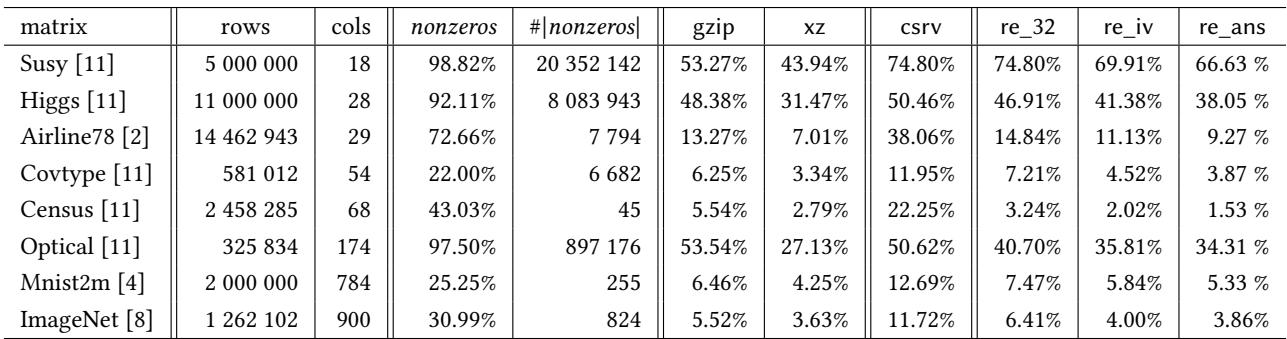 matrix rows cols nonzeros #|nonzeros| gzip xz csrv re_32 re_iv re_ans
Susy [11] 5 000 000 18 98.82% 20 352 142 53.27% 43.94% 74.80% 74.80% 69.91% 66.63 %
Higgs [11] 11 000 000 28 92.11% 8 083 943 48.38% 31.47% 50.46% 46.91% 41.38% 38.05 %
Airline78 [2] 14 462 943 29 72.66% 7 794 13.27% 7.01% 38.06% 14.84% 11.13% 9.27 %
Covtype [11] 581 012 54 22.00% 6 682 6.25% 3.34% 11.95% 7.21% 4.52% 3.87 %
Census [11] 2 458 285 68 43.03% 45 5.54% 2.79% 22.25% 3.24% 2.02% 1.53 %
Optical [11] 325 834 174 97.50% 897 176 53.54% 27.13% 50.62% 40.70% 35.81% 34.31 %
Mnist2m [4] 2 000 000 784 25.25% 255 6.46% 4.25% 12.69% 7.47% 5.84% 5.33 %
ImageNet [8] 1 262 102 900 30.99% 824 5.52% 3.63% 11.72% 6.41% 4.00% 3.86%